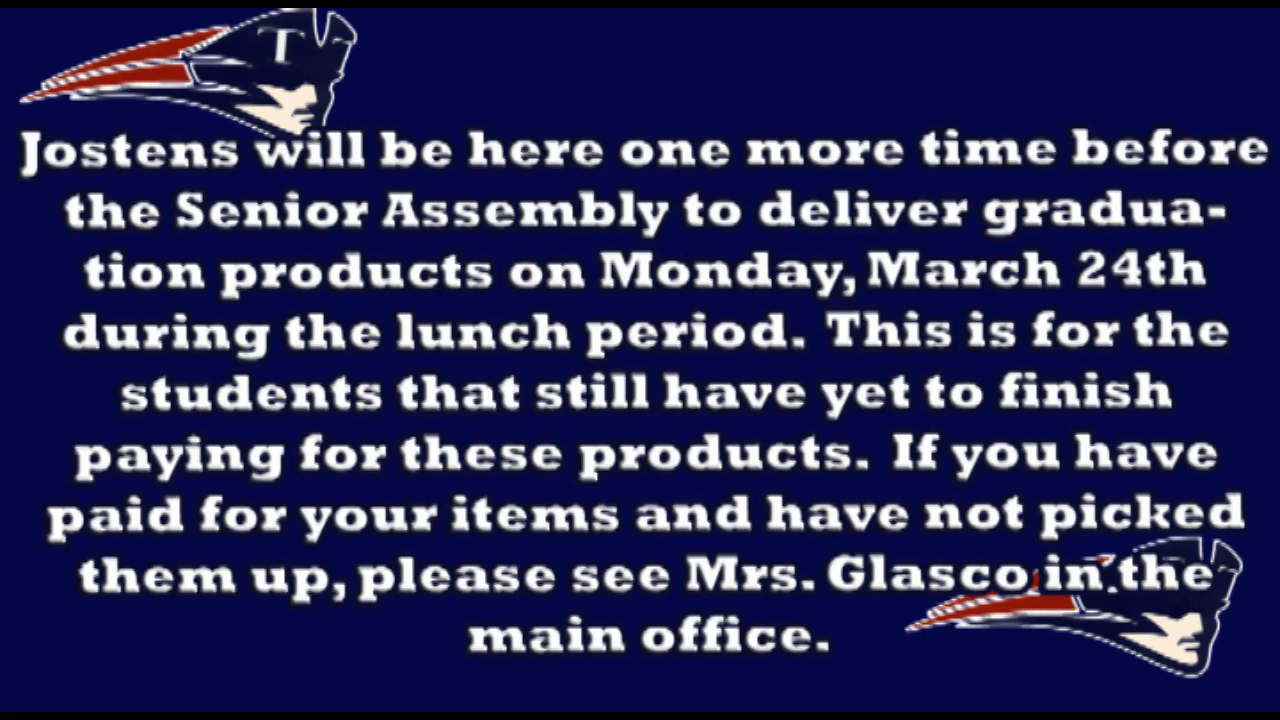 T
Jostens will be here one more time before
the Senior Assembly to deliver gradua-
tion products on Monday, March 24th
during the lunch period. This is for the
students that still have yet to finish
paying for these products. If you have
paid for your items and have not picked
them up, please see Mrs. Glasco in the
main office.